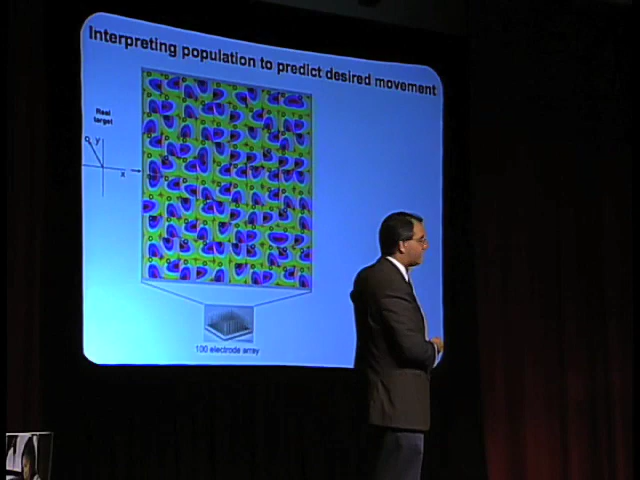 Interpreting population to predict desired movement
Real
target
y
x
100 electrode array